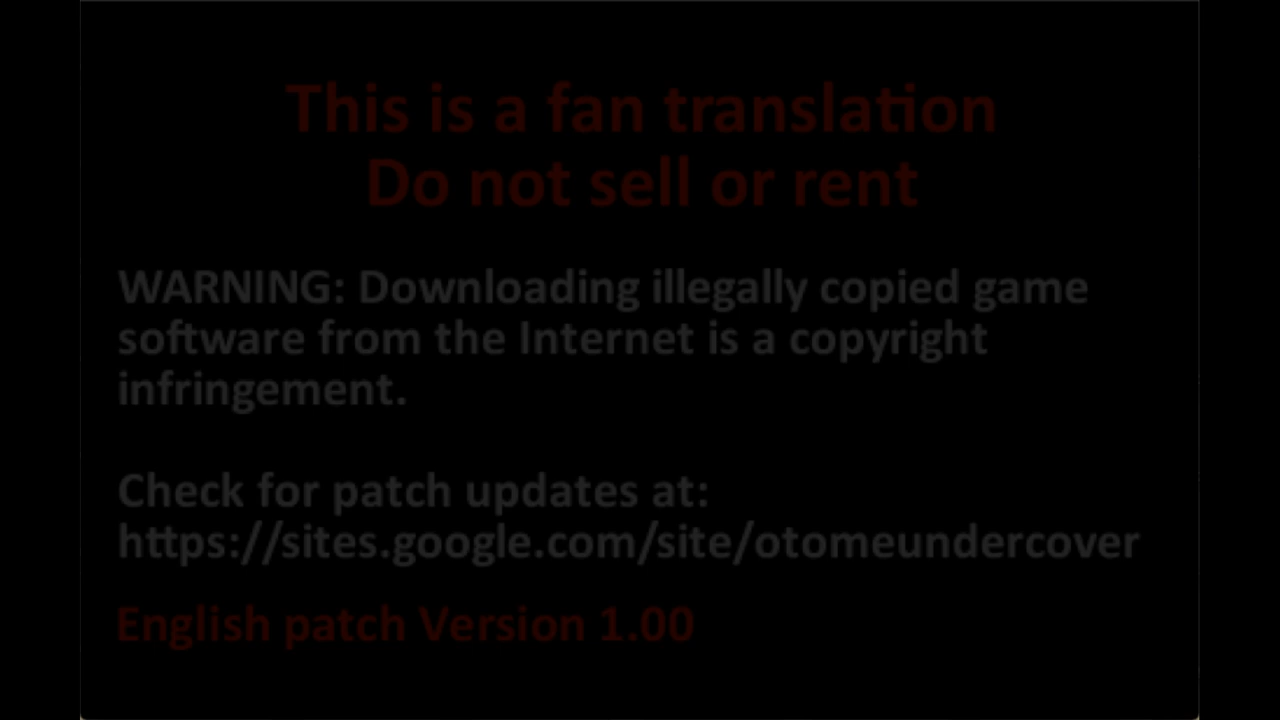 This is a fan translation
Do not sell or rent
WARNING: Downloading illegally copied game
software from the Internet is a copyright
infringement.
Check for patch updates at:
https://sites.google.com/site/otomeundercover
English patch Version 1.00